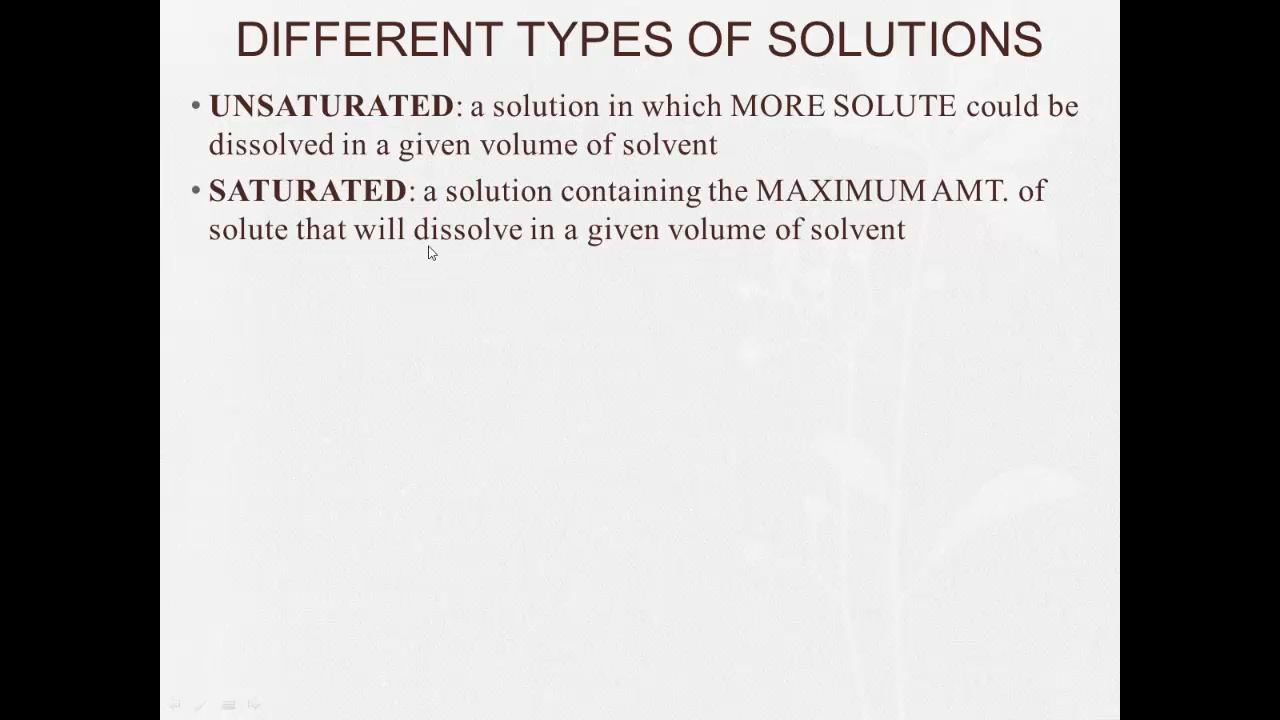 DIFFERENT TYPES OF SOLUTIONS
• UNSATURATED: a solution in which MORE SOLUTE could be
dissolved in a given volume of solvent
• SATURATED: a solution containing the MAXIMUM AMT. of
solute that will dissolve in a given volume of solvent